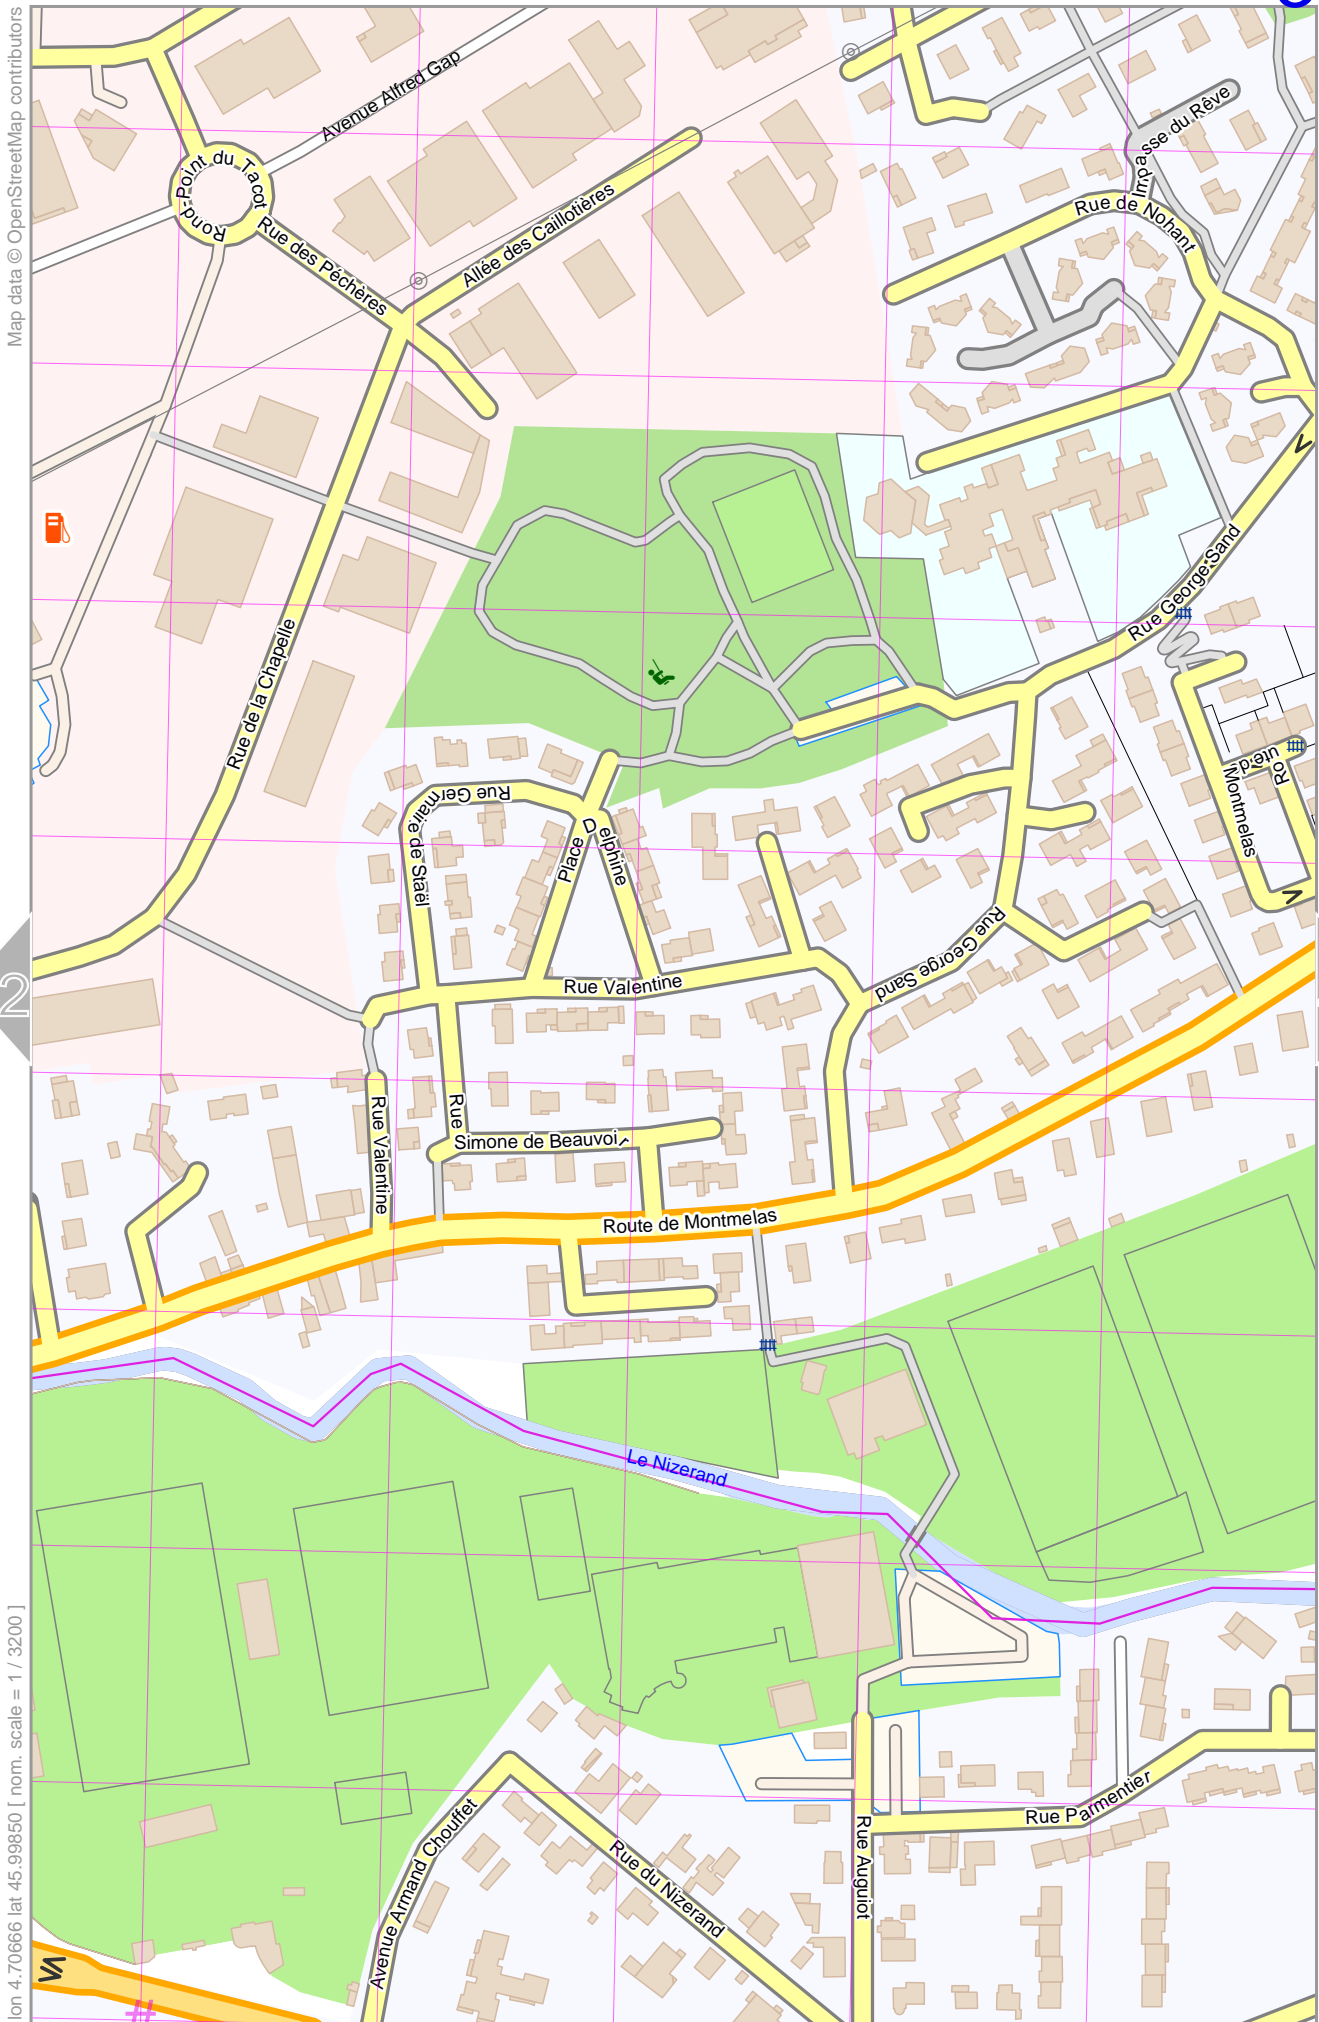 Map data © OpenStreetMap contributors
lon 4.70666 lat 45.99850 [ nom. scale = 1 / 3200 ]
2
Avenue Alfred Gap
Rond-Point du Tacot
Rue des Péchères
Allée des Caillotières
Impasse du Rêve
Rue de Nohant
Rue George Sand
Rue de la Chapelle
Rue Germaine de Staël
Place Delphine
Montmelas
Route de
Rue George Sand
Rue Valentine
Rue Valentine
Rue
Simone de Beauvoir
Route de Montmelas
Le Nizerand
Rue Parmentier
Rue Auguiot
Avenue Armand Chouffet
Rue du Nizerand